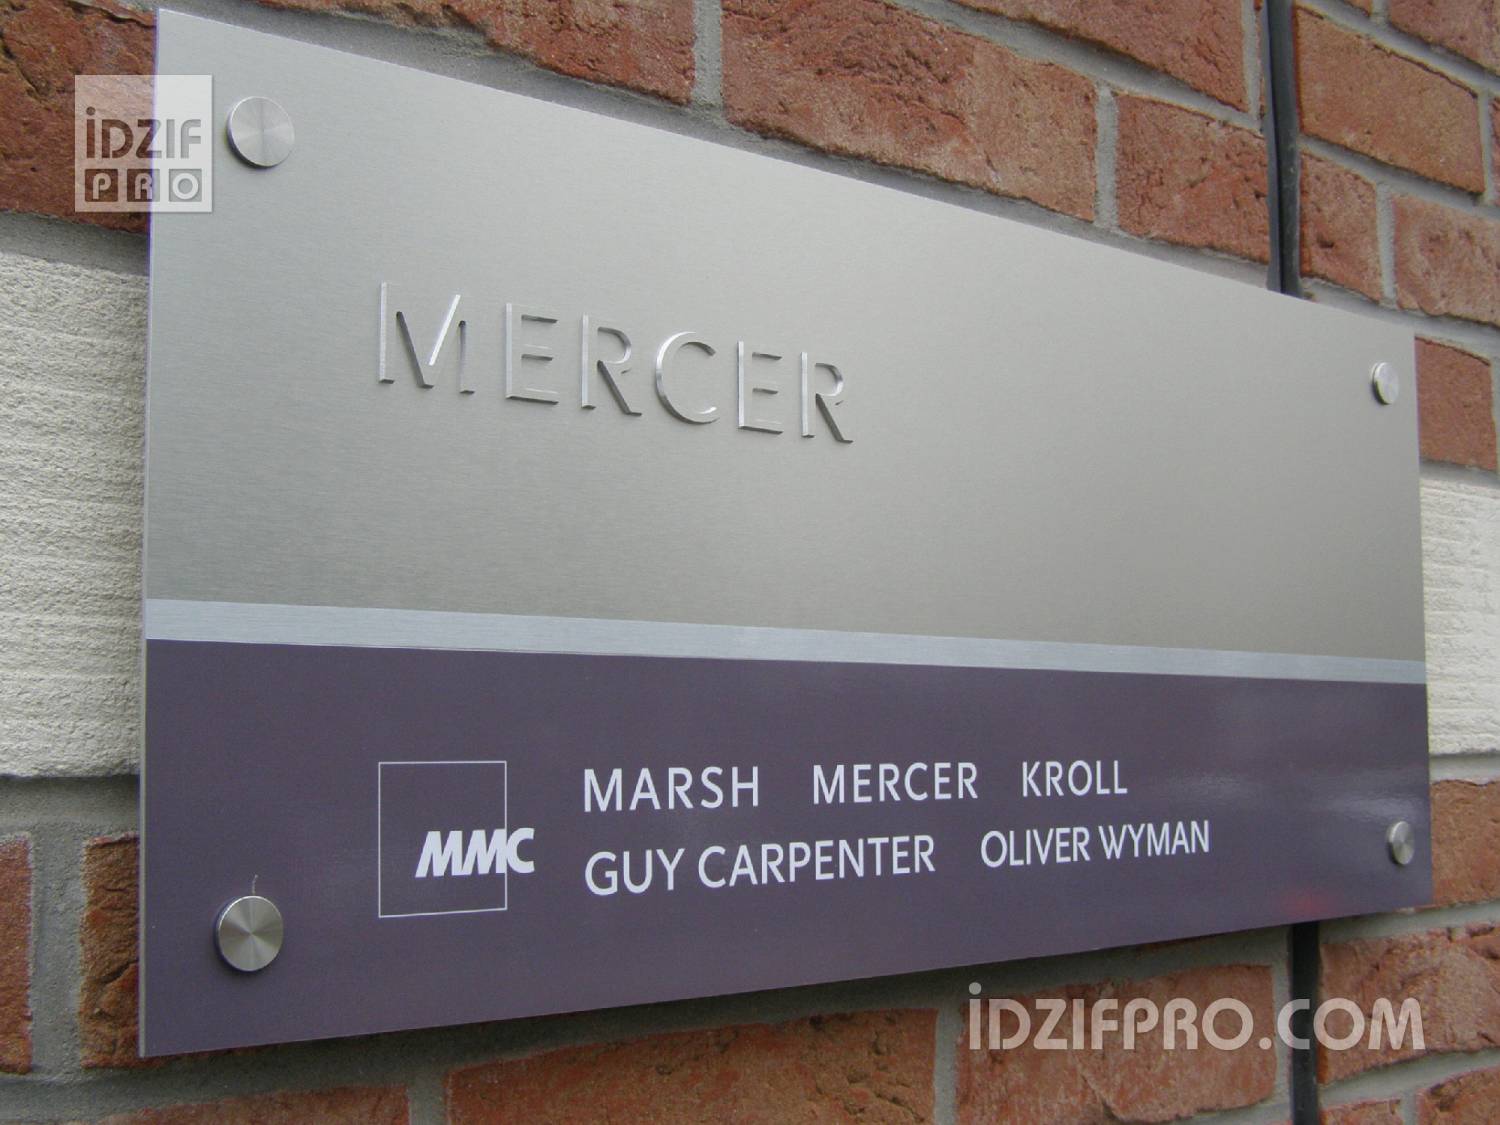 iDZIF
PRO
MERCER
MMC
MARSH MERCER KROLL
GUY CARPENTER OLIVER WYMAN
iDZIFPRO.COM